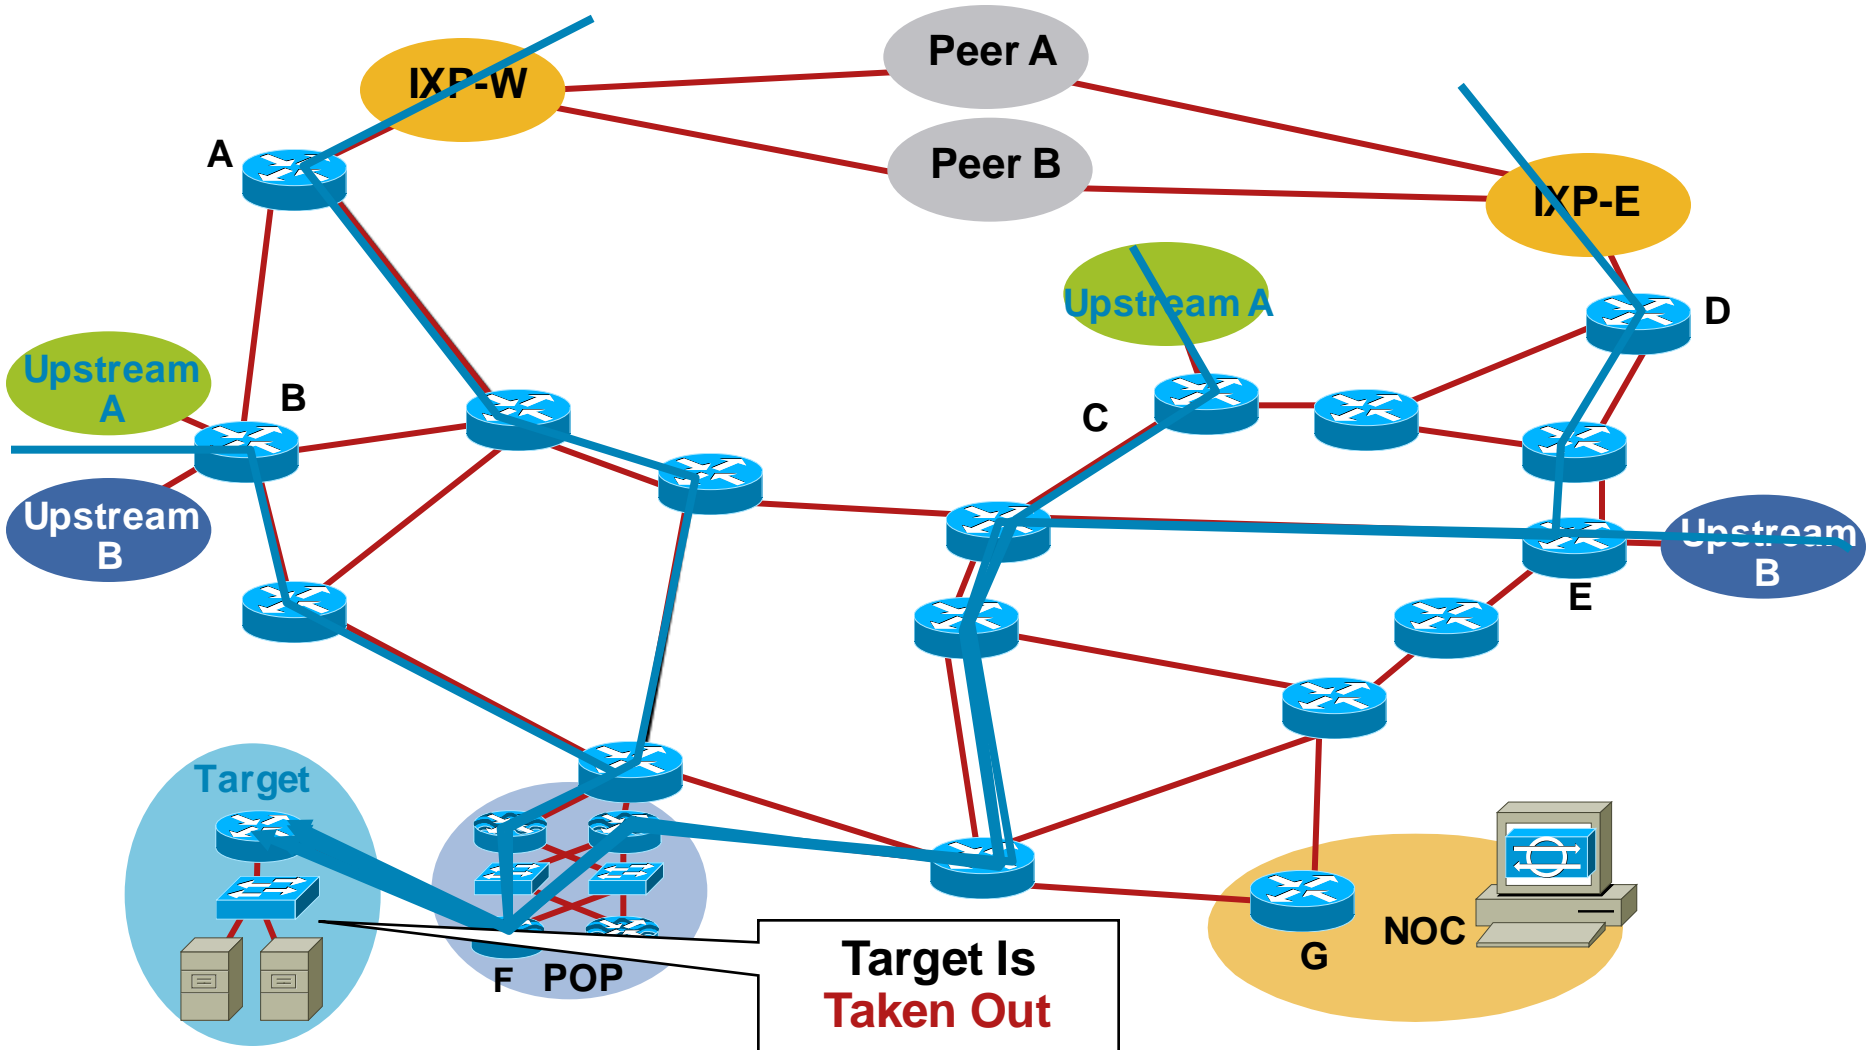 Peer A
IXP-W
A
Peer B
IXP-E
Upstream A
D
Upstream
A
B
C
Upstream
B
Upstream
B
E
Target
NOC
G
F
POP
Target Is
Taken Out